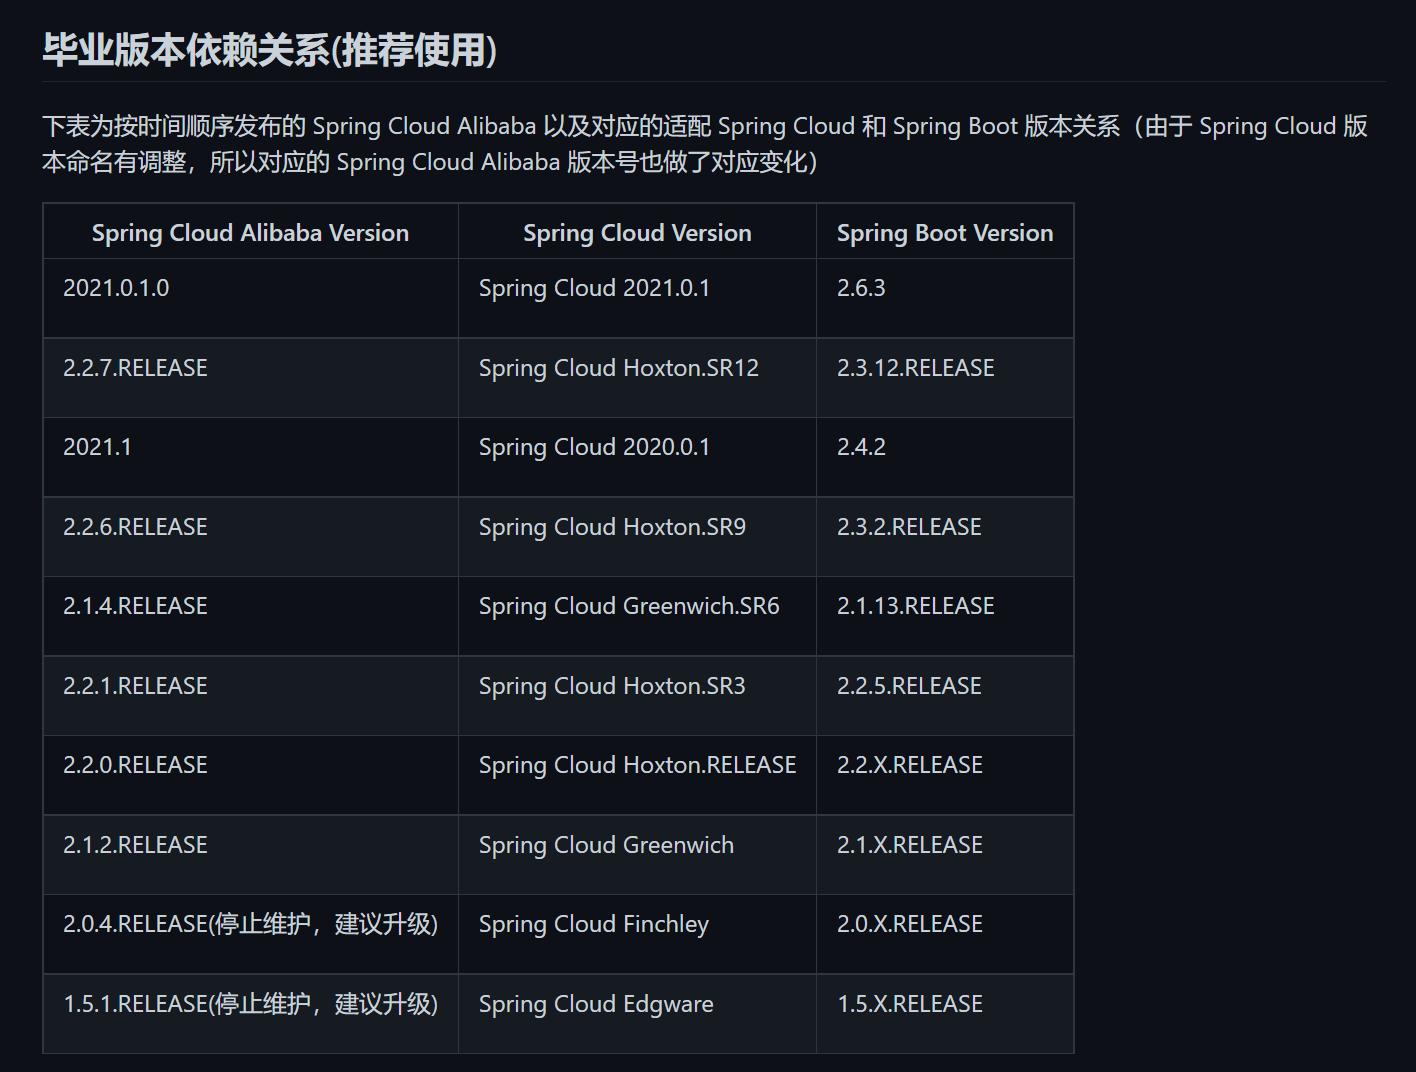 毕业版本依赖关系(推荐使用)
下表为按时间顺序发布的 Spring Cloud Alibaba 以及对应的适配 Spring Cloud 和 Spring Boot 版本关系（由于 Spring Cloud 版
本命名有调整，所以对应的 Spring Cloud Alibaba 版本号也做了对应变化）
Spring Cloud Alibaba Version Spring Cloud Version Spring Boot Version
2021.0.1.0 Spring Cloud 2021.0.1 2.6.3
2.2.7.RELEASE Spring Cloud Hoxton.SR12 2.3.12.RELEASE
2021.1 Spring Cloud 2020.0.1 2.4.2
2.2.6.RELEASE Spring Cloud Hoxton.SR9 2.3.2.RELEASE
2.1.4.RELEASE Spring Cloud Greenwich.SR6 2.1.13.RELEASE
2.2.1.RELEASE Spring Cloud Hoxton.SR3 2.2.5.RELEASE
2.2.0.RELEASE Spring Cloud Hoxton.RELEASE 2.2.X.RELEASE
2.1.2.RELEASE Spring Cloud Greenwich 2.1.X.RELEASE
2.0.4.RELEASE(停止维护，建议升级) Spring Cloud Finchley 2.0.X.RELEASE
1.5.1.RELEASE(停止维护，建议升级) Spring Cloud Edgware 1.5.X.RELEASE